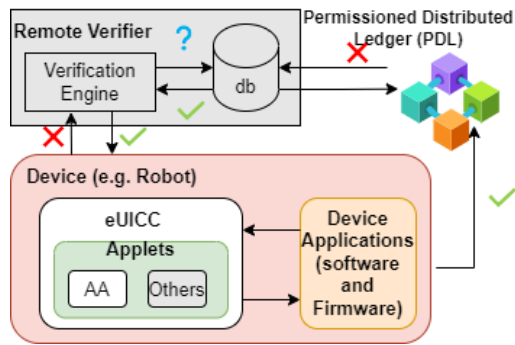 Remote Verifier
Verification
Engine
?
db
Permissioned Distributed
Ledger (PDL)
Device (e.g. Robot)
eUICC
Applets
AA
Others
Device
Applications
(software
and
Firmware)